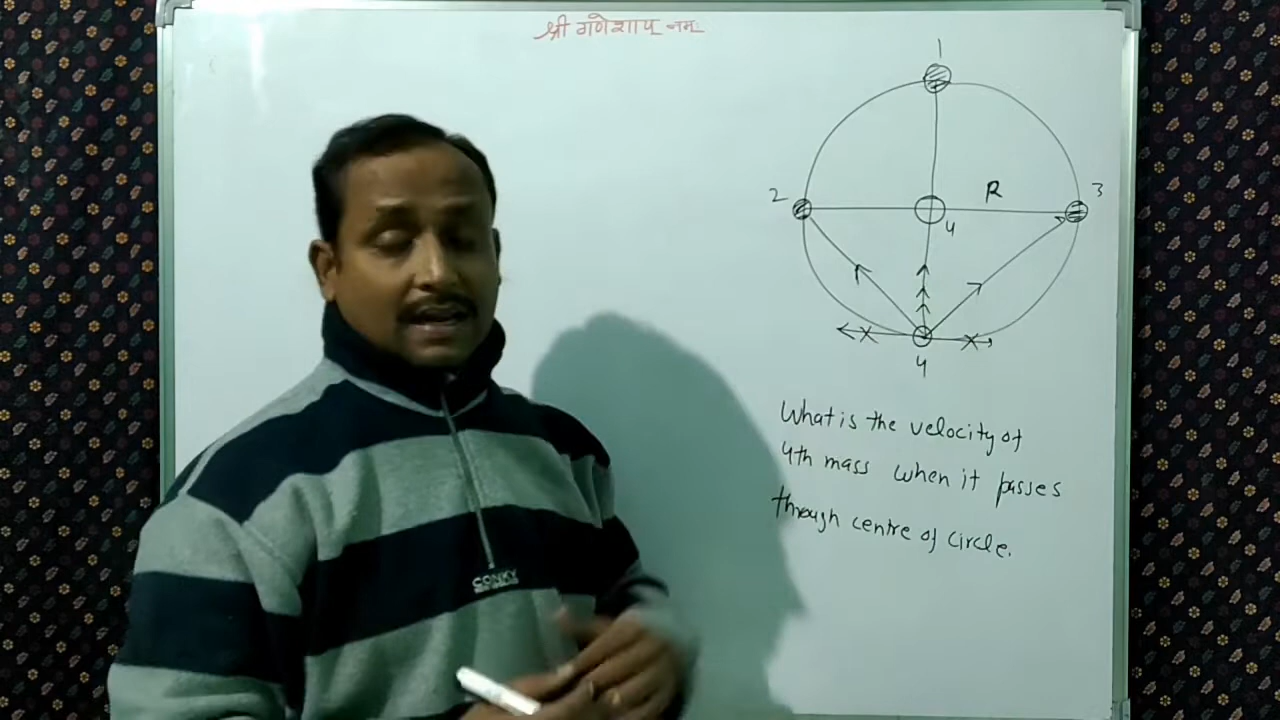 श्री गणेशाय नमः
1
2
R
3
4
4
What is the velocity of
4th mass when it passes
through centre of circle.
CONKY